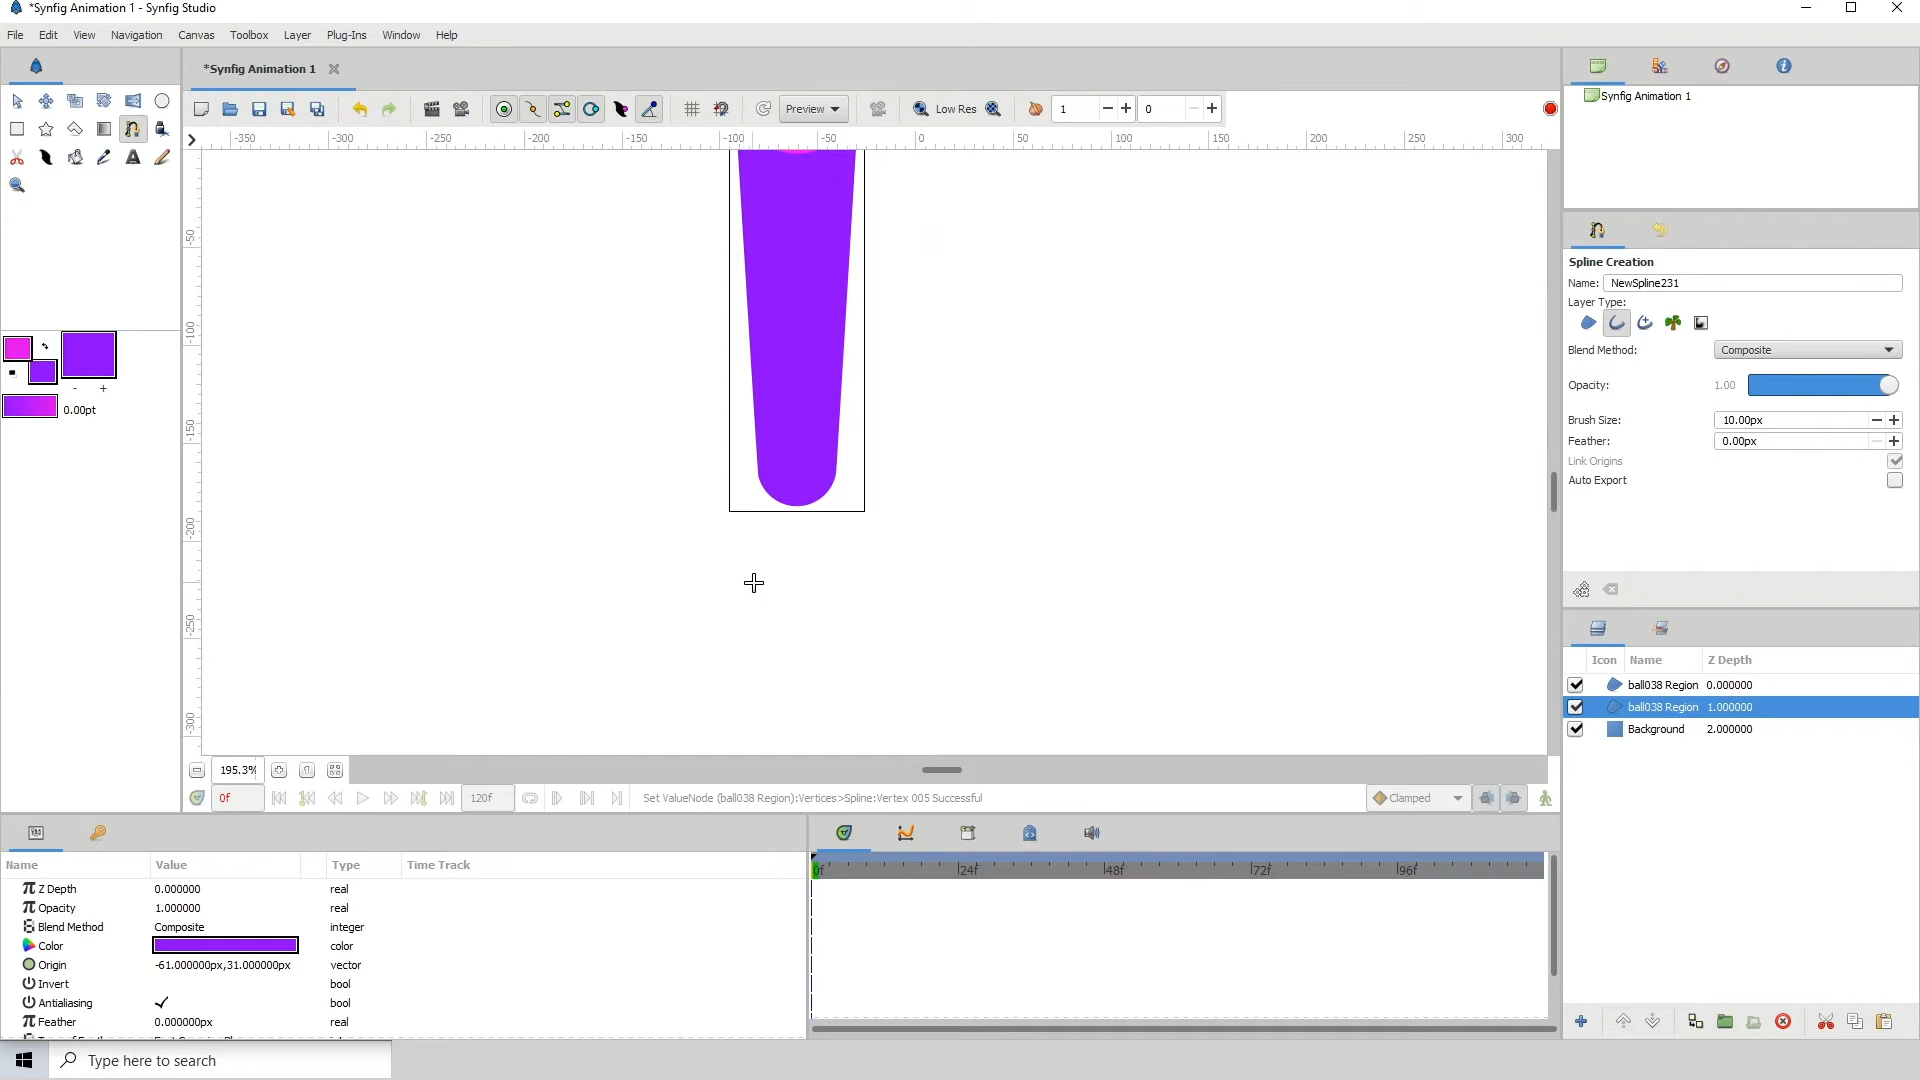 *Synfig Animation 1 - Synfig Studio
File Edit View Navigation Canvas Toolbox Layer Plug-Ins Window Help
*Synfig Animation 1
Preview
Low Res
1
0
-350 -300 -250 -200 -150 -100 -50 0 50 100 150 200 250 300
-50
-100
-150
-200
-250
-300
0.00pt
195.3%
0f
120f
Set ValueNode (ball038 Region):Vertices>Spline:Vertex 005 Successful
Clamped
Synfig Animation 1
Spline Creation
Name: NewSpline231
Layer Type:
Blend Method: Composite
Opacity: 1.00
Brush Size: 10.00px
Feather: 0.00px
Link Origins
Auto Export
Icon Name Z Depth
ball038 Region 0.000000
ball038 Region 1.000000
Background 2.000000
Name Value Type Time Track
Z Depth 0.000000 real
Opacity 1.000000 real
Blend Method Composite integer
Color color
Origin -61.000000px,31.000000px vector
Invert bool
Antialiasing bool
Feather 0.000000px real
0f 24f 48f 72f 96f
Type here to search